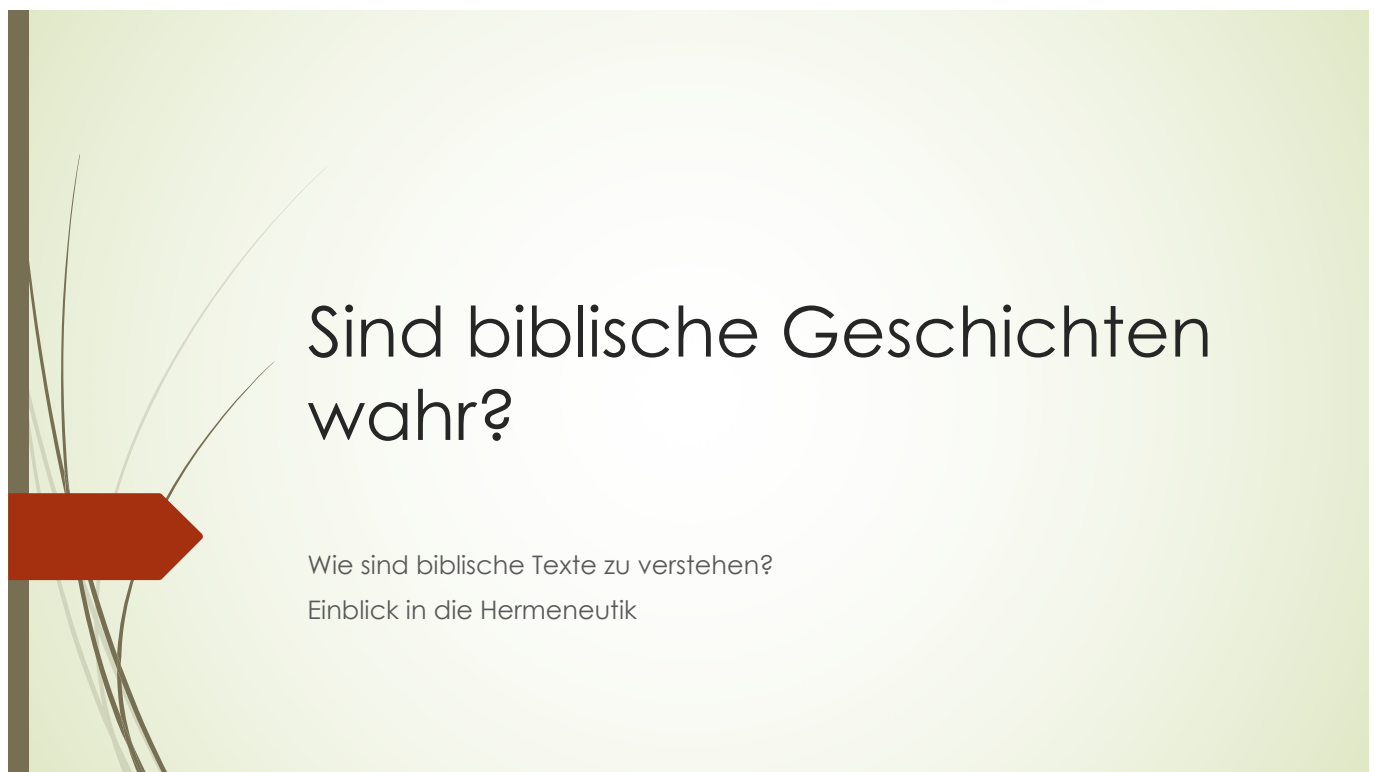 Sind biblische Geschichten
wahr?
Wie sind biblische Texte zu verstehen?
Einblick in die Hermeneutik